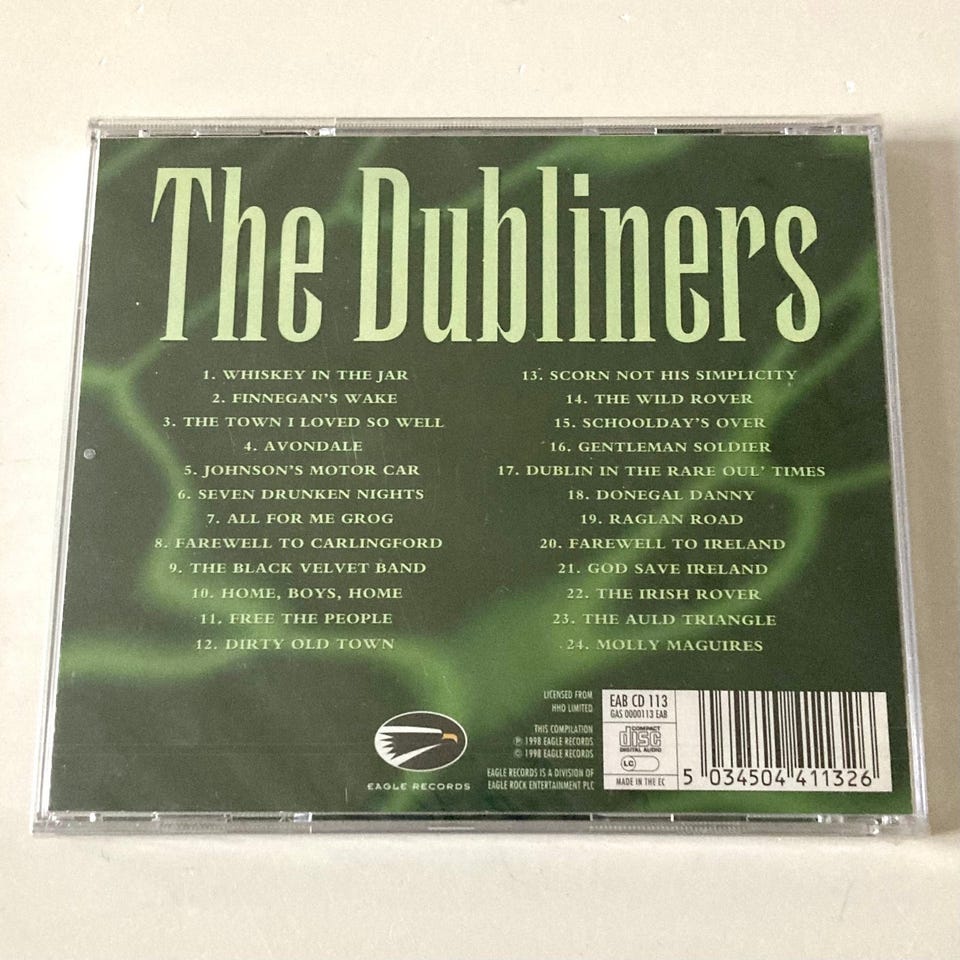 The Dubliners
1. WHISKEY IN THE JAR
2. FINNEGAN'S WAKE
3. THE TOWN I LOVED SO WELL
4. AVONDALE
5. JOHNSON'S MOTOR CAR
6. SEVEN DRUNKEN NIGHTS
7. ALL FOR ME GROG
8. FAREWELL TO CARLINGFORD
9. THE BLACK VELVET BAND
10. HOME, BOYS, HOME
11. FREE THE PEOPLE
12. DIRTY OLD TOWN
13. SCORN NOT HIS SIMPLICITY
14. THE WILD ROVER
15. SCHOOLDAY'S OVER
16. GENTLEMAN SOLDIER
17. DUBLIN IN THE RARE OUL' TIMES
18. DONEGAL DANNY
19. RAGLAN ROAD
20. FAREWELL TO IRELAND
21. GOD SAVE IRELAND
22. THE IRISH ROVER
23. THE AULD TRIANGLE
24. MOLLY MAGUIRES
EAGLE RECORDS
LICENSED FROM
HHO LIMITED
THIS COMPILATION
℗ 1998 EAGLE RECORDS
© 1998 EAGLE RECORDS
EAGLE RECORDS IS A DIVISION OF
EAGLE ROCK ENTERTAINMENT PLC
EAB CD 113
GAS 0000113 EAB
COMPACT
disc
DIGITAL AUDIO
LC
MADE IN THE EC
5 034504 411326